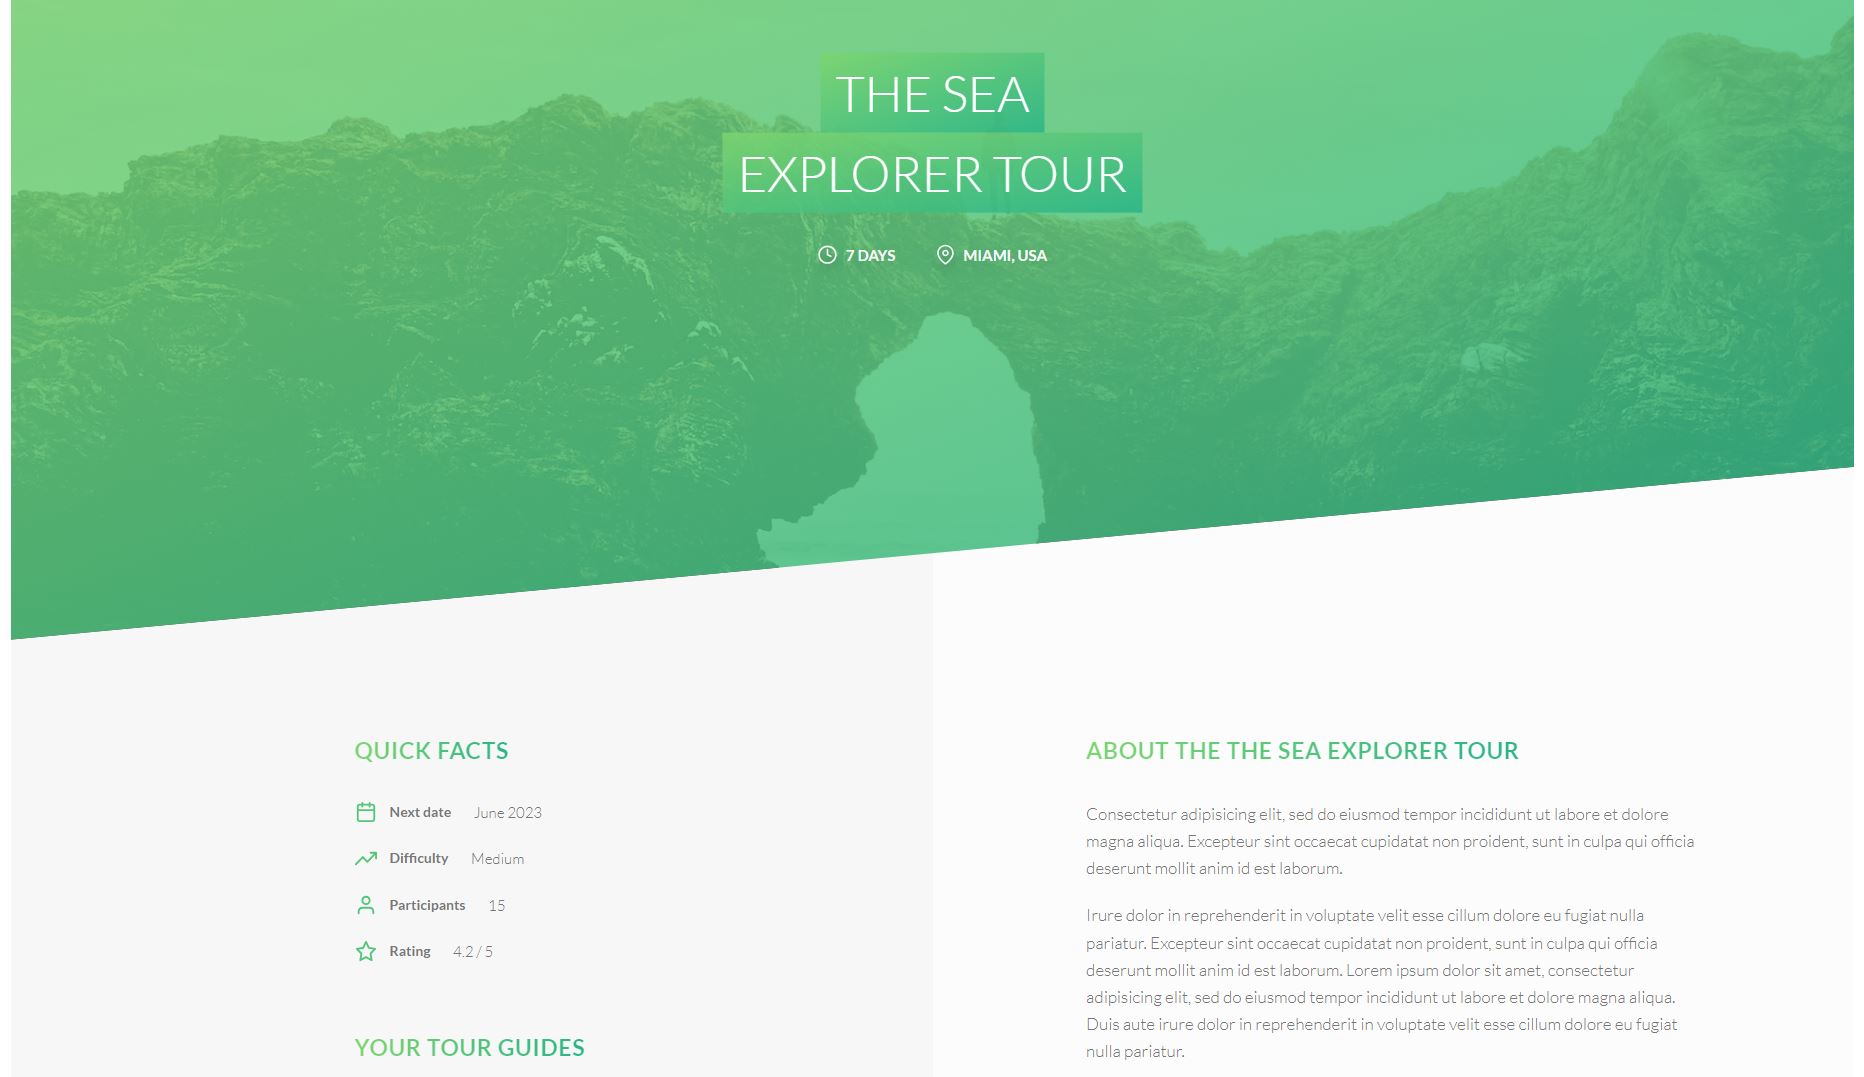 THE SEA
EXPLORER TOUR
7 DAYS
MIAMI, USA
QUICK FACTS
Next date June 2023
Difficulty Medium
Participants 15
Rating 4.2 / 5
YOUR TOUR GUIDES
ABOUT THE THE SEA EXPLORER TOUR
Consectetur adipisicing elit, sed do eiusmod tempor incididunt ut labore et dolore
magna aliqua. Excepteur sint occaecat cupidatat non proident, sunt in culpa qui officia
deserunt mollit anim id est laborum.
Irure dolor in reprehenderit in voluptate velit esse cillum dolore eu fugiat nulla
pariatur. Excepteur sint occaecat cupidatat non proident, sunt in culpa qui officia
deserunt mollit anim id est laborum. Lorem ipsum dolor sit amet, consectetur
adipisicing elit, sed do eiusmod tempor incididunt ut labore et dolore magna aliqua.
Duis aute irure dolor in reprehenderit in voluptate velit esse cillum dolore eu fugiat
nulla pariatur.